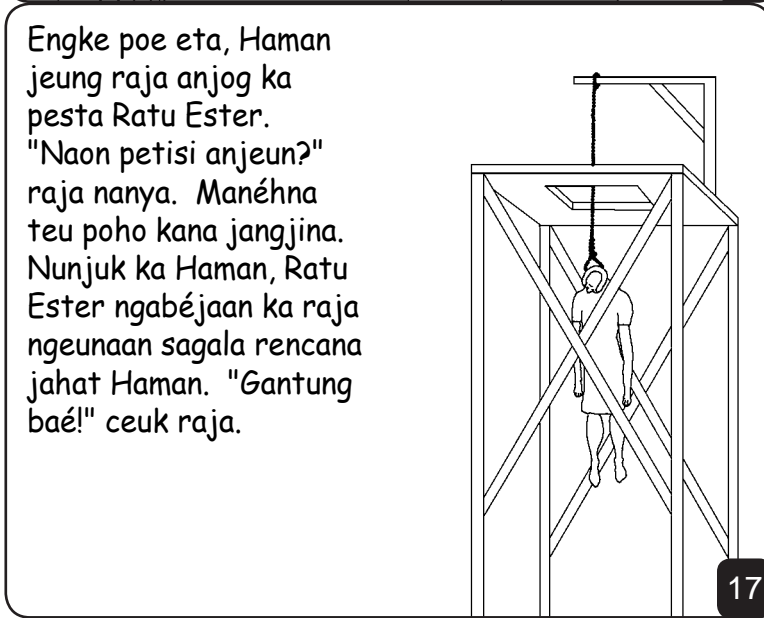 Engke poe eta, Haman
jeung raja anjog ka
pesta Ratu Ester.
"Naon petisi anjeun?"
raja nanya.  Manéhna
teu poho kana jangjina.
Nunjuk ka Haman, Ratu
Ester ngabéjaan ka raja
ngeunaan sagala rencana
jahat Haman.  "Gantung
baé!" ceuk raja.
17